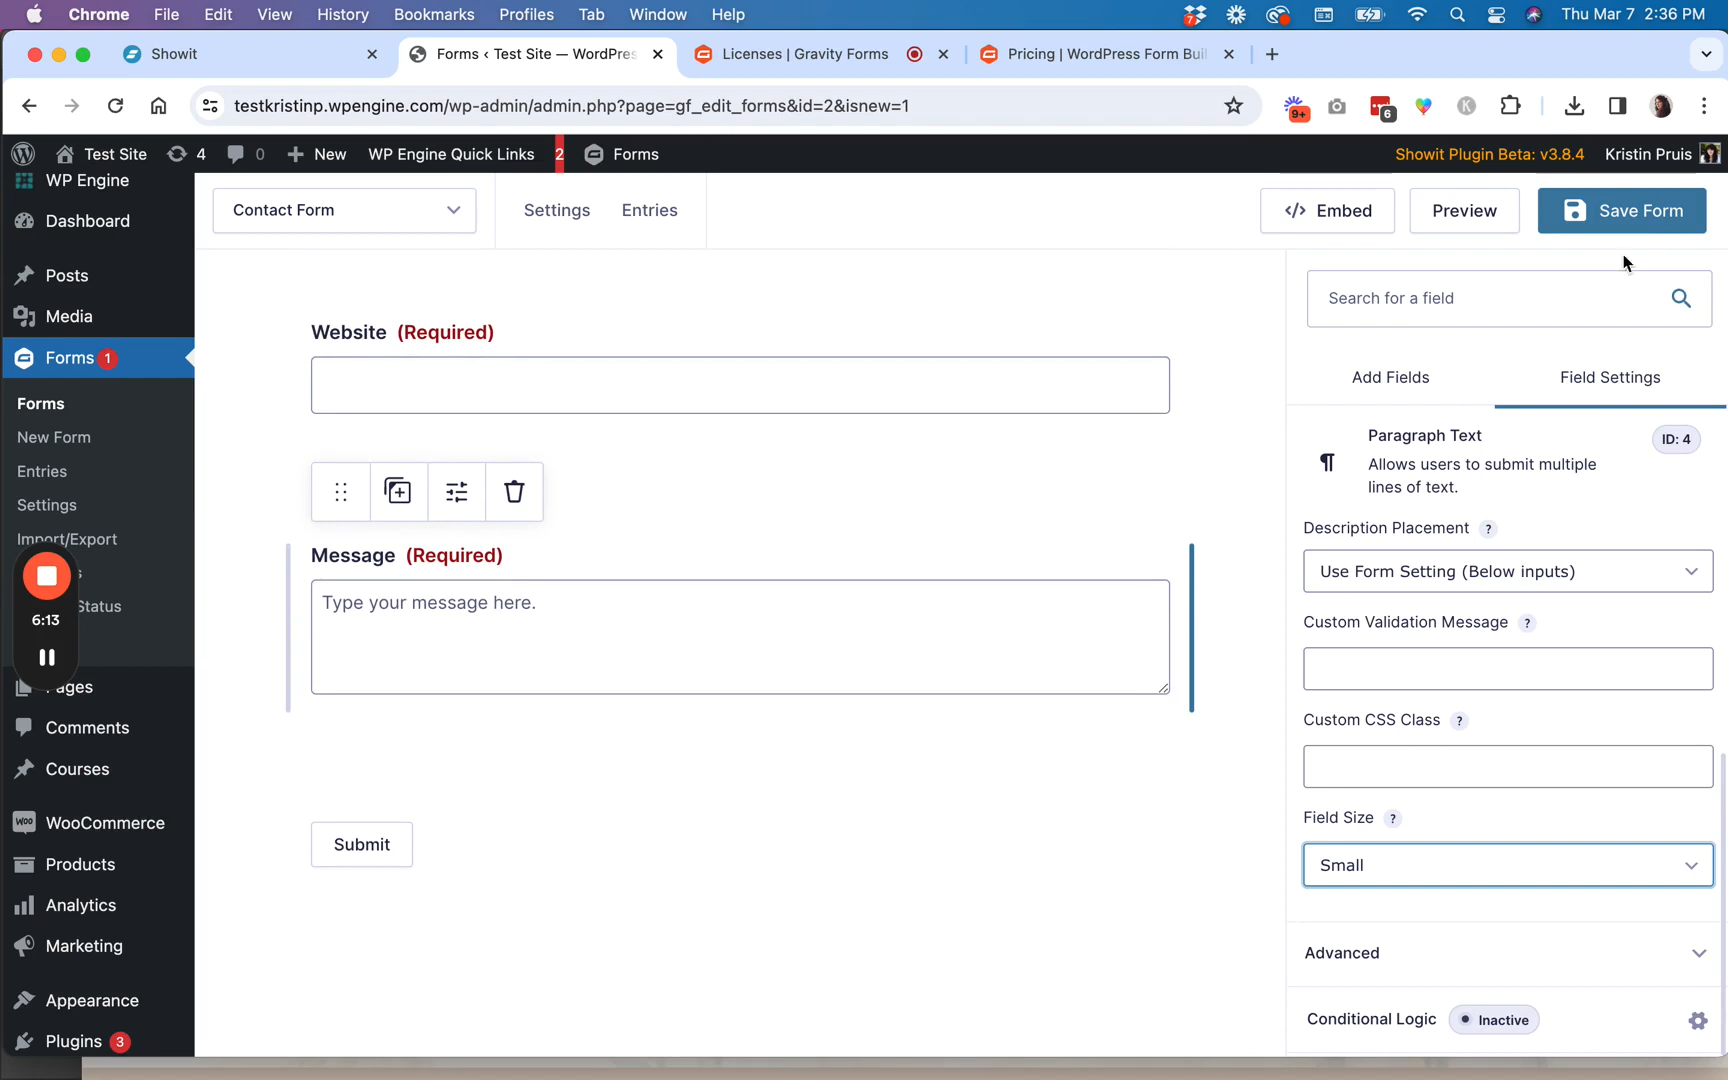 Chrome File Edit View History Bookmarks Profiles Tab Window Help 7 Thu Mar 7 2:36 PM
Showit Forms ‹ Test Site — WordPres Licenses | Gravity Forms Pricing | WordPress Form Buil
testkristinp.wpengine.com/wp-admin/admin.php?page=gf_edit_forms&id=2&isnew=1 9+ 6 K
Test Site 4 0 New WP Engine Quick Links 2 Forms Showit Plugin Beta: v3.8.4 Kristin Pruis
WP Engine
Dashboard
Posts
Media
Forms 1
Forms
New Form
Entries
Settings
Import/Export
s
Status
6:13
Pages
Comments
Courses
Woo WooCommerce
Products
Analytics
Marketing
Appearance
Plugins 3
Contact Form Settings Entries </> Embed Preview Save Form
Website (Required)
Message (Required)
Type your message here.
Submit
Search for a field
Add Fields Field Settings
Paragraph Text ID: 4
Allows users to submit multiple
lines of text.
Description Placement ?
Use Form Setting (Below inputs)
Custom Validation Message ?
Custom CSS Class ?
Field Size ?
Small
Advanced
Conditional Logic Inactive